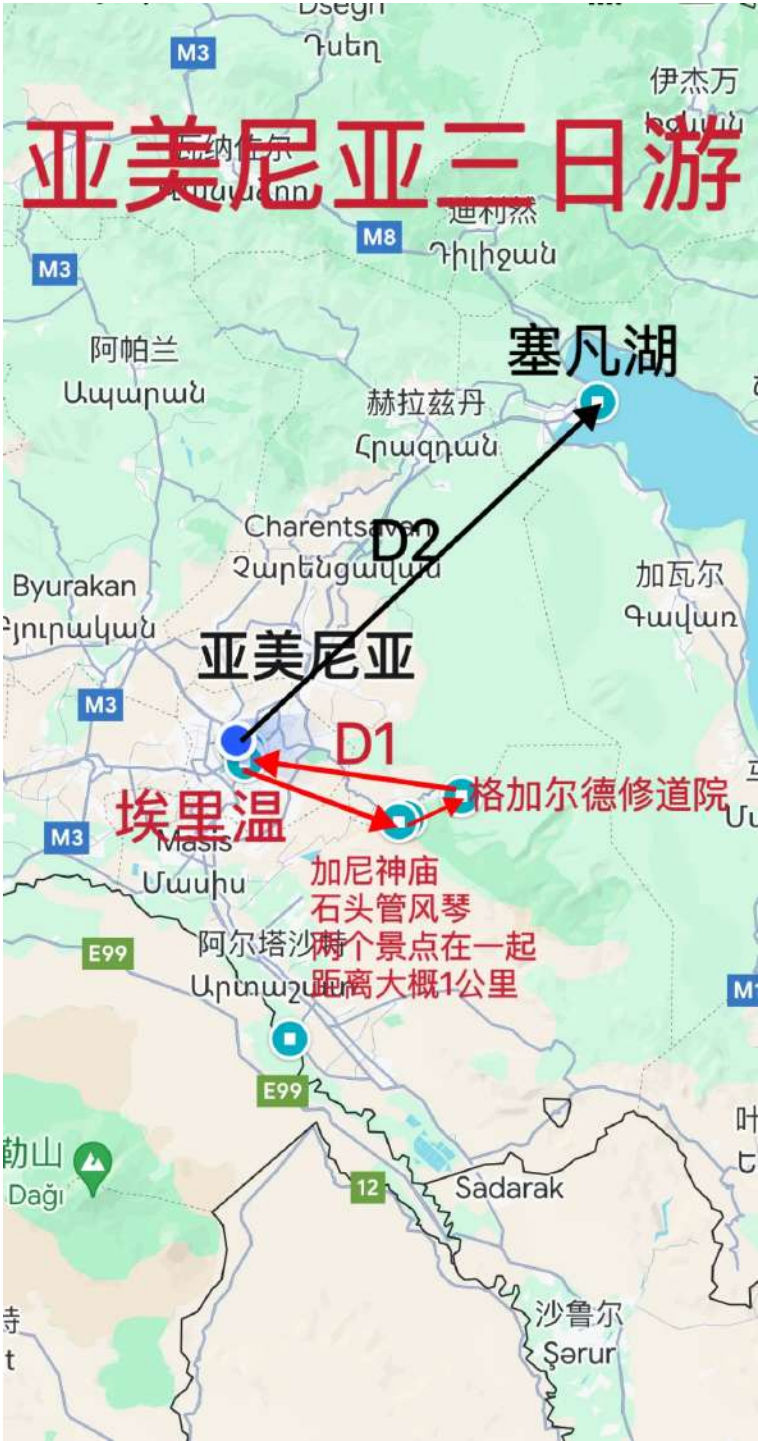 Dsegh
Դսեղ
M3
伊杰万
亚美尼亚三日游
迪利然
Դիլիջան
M8
M3
阿帕兰
Ապարան
塞凡湖
赫拉兹丹
Հրազդան
Charentsavan
Չարենցավան
D2
Byurakan
加瓦尔
Գավառ
亚美尼亚
M3
D1
格加尔德修道院
埃里温
M3
Masis
Մասիս
加尼神庙
石头管风琴
两个景点在一起
距离大概1公里
E99
阿尔塔沙特
E99
勒山
Dağı
12
Sadarak
沙鲁尔
Şərur